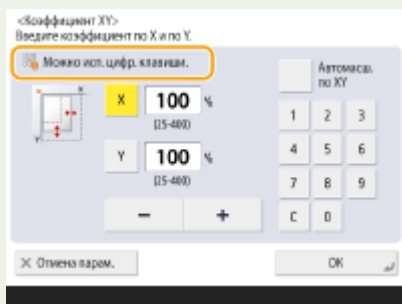 <Коэффициент XY>
Введите коэффициент по X и по Y.
Можно исп. цифр. клавиши.
Автомасш.
по XY
X
Y
X 100 %
(25-400)
Y 100 %
(25-400)
1 2 3
4 5 6
7 8 9
C 0
− +
× Отмена парам.
OK